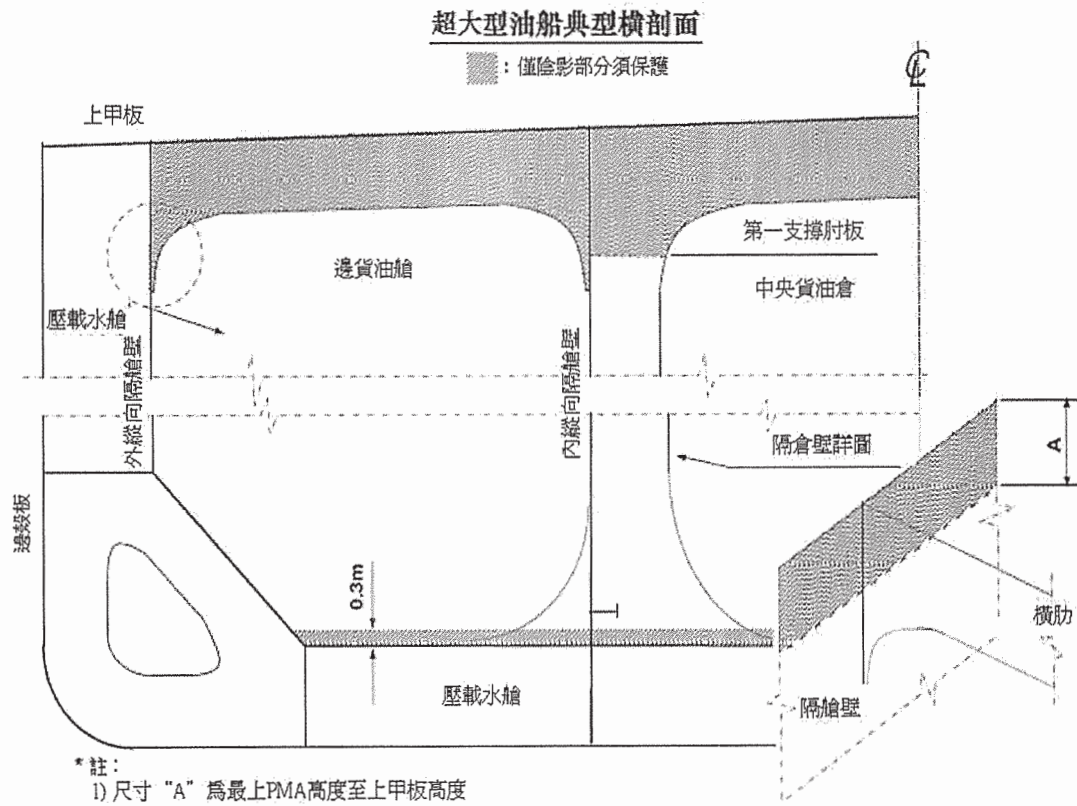 超大型油船典型橫剖面
：僅陰影部分須保護
℄
上甲板
第一支撐肘板
邊貨油艙
中央貨油倉
壓載水艙
外縱向隔艙壁
內縱向隔艙壁
隔倉壁詳圖
A
邊殼板
0.3m
橫肋
壓載水艙
隔艙壁
*註：
1) 尺寸 "A" 為最上PMA高度至上甲板高度